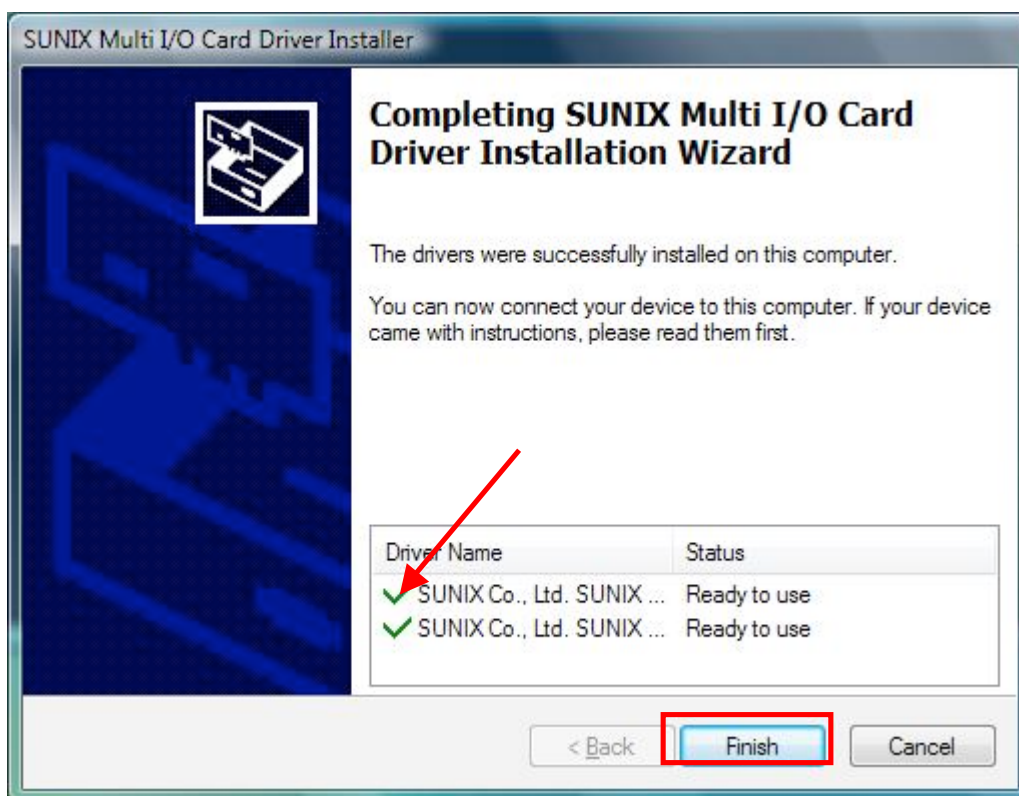 SUNIX Multi I/O Card Driver Installer
Completing SUNIX Multi I/O Card
Driver Installation Wizard
The drivers were successfully installed on this computer.
You can now connect your device to this computer. If your device
came with instructions, please read them first.
Driver Name Status
SUNIX Co., Ltd. SUNIX ... Ready to use
SUNIX Co., Ltd. SUNIX ... Ready to use
< Back Finish Cancel